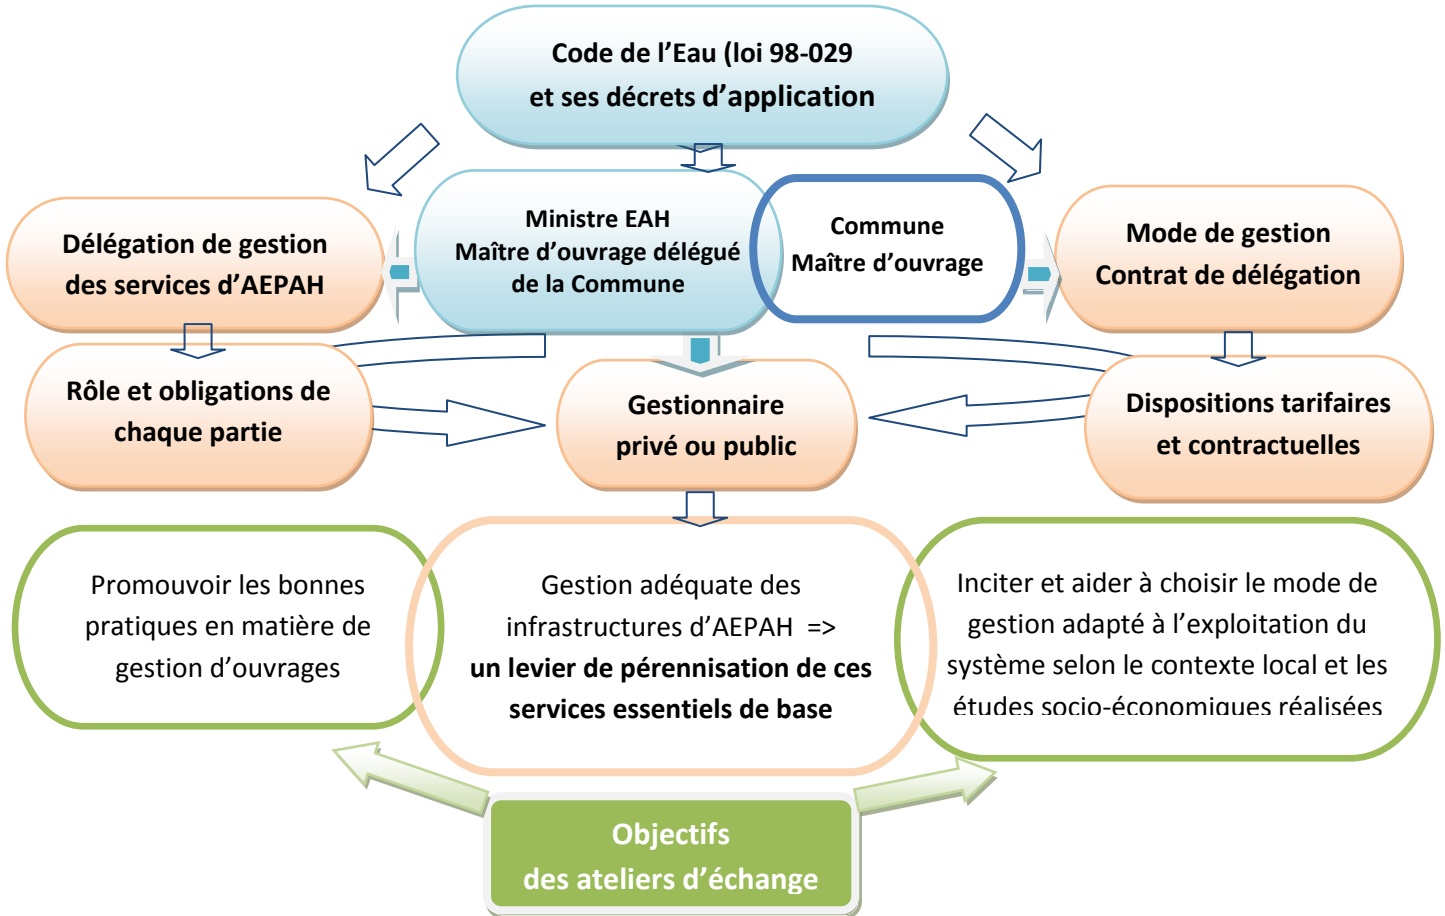 Code de l’Eau (loi 98-029
et ses décrets d’application
Ministre EAH
Maître d’ouvrage délégué
de la Commune
Commune
Maître d’ouvrage
Délégation de gestion
des services d’AEPAH
Mode de gestion
Contrat de délégation
Rôle et obligations de
chaque partie
Gestionnaire
privé ou public
Dispositions tarifaires
et contractuelles
Promouvoir les bonnes
pratiques en matière de
gestion d’ouvrages
Gestion adéquate des
infrastructures d’AEPAH =>
un levier de pérennisation de ces
services essentiels de base
Inciter et aider à choisir le mode de
gestion adapté à l’exploitation du
système selon le contexte local et les
études socio-économiques réalisées
Objectifs
des ateliers d’échange